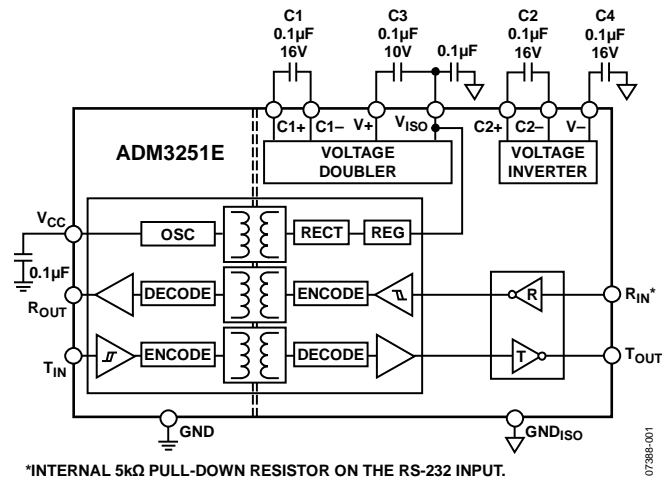 C1
0.1µF
16V
C3
0.1µF
10V
0.1µF
C2
0.1µF
16V
C4
0.1µF
16V
C1+ C1– V+ VISO C2+ C2– V–
ADM3251E
VOLTAGE
DOUBLER
VOLTAGE
INVERTER
VCC
0.1µF
OSC
RECT
REG
ROUT
DECODE
ENCODE
R
RIN*
TIN
ENCODE
DECODE
T
TOUT
GND
GNDISO
*INTERNAL 5kΩ PULL-DOWN RESISTOR ON THE RS-232 INPUT.
07388-001